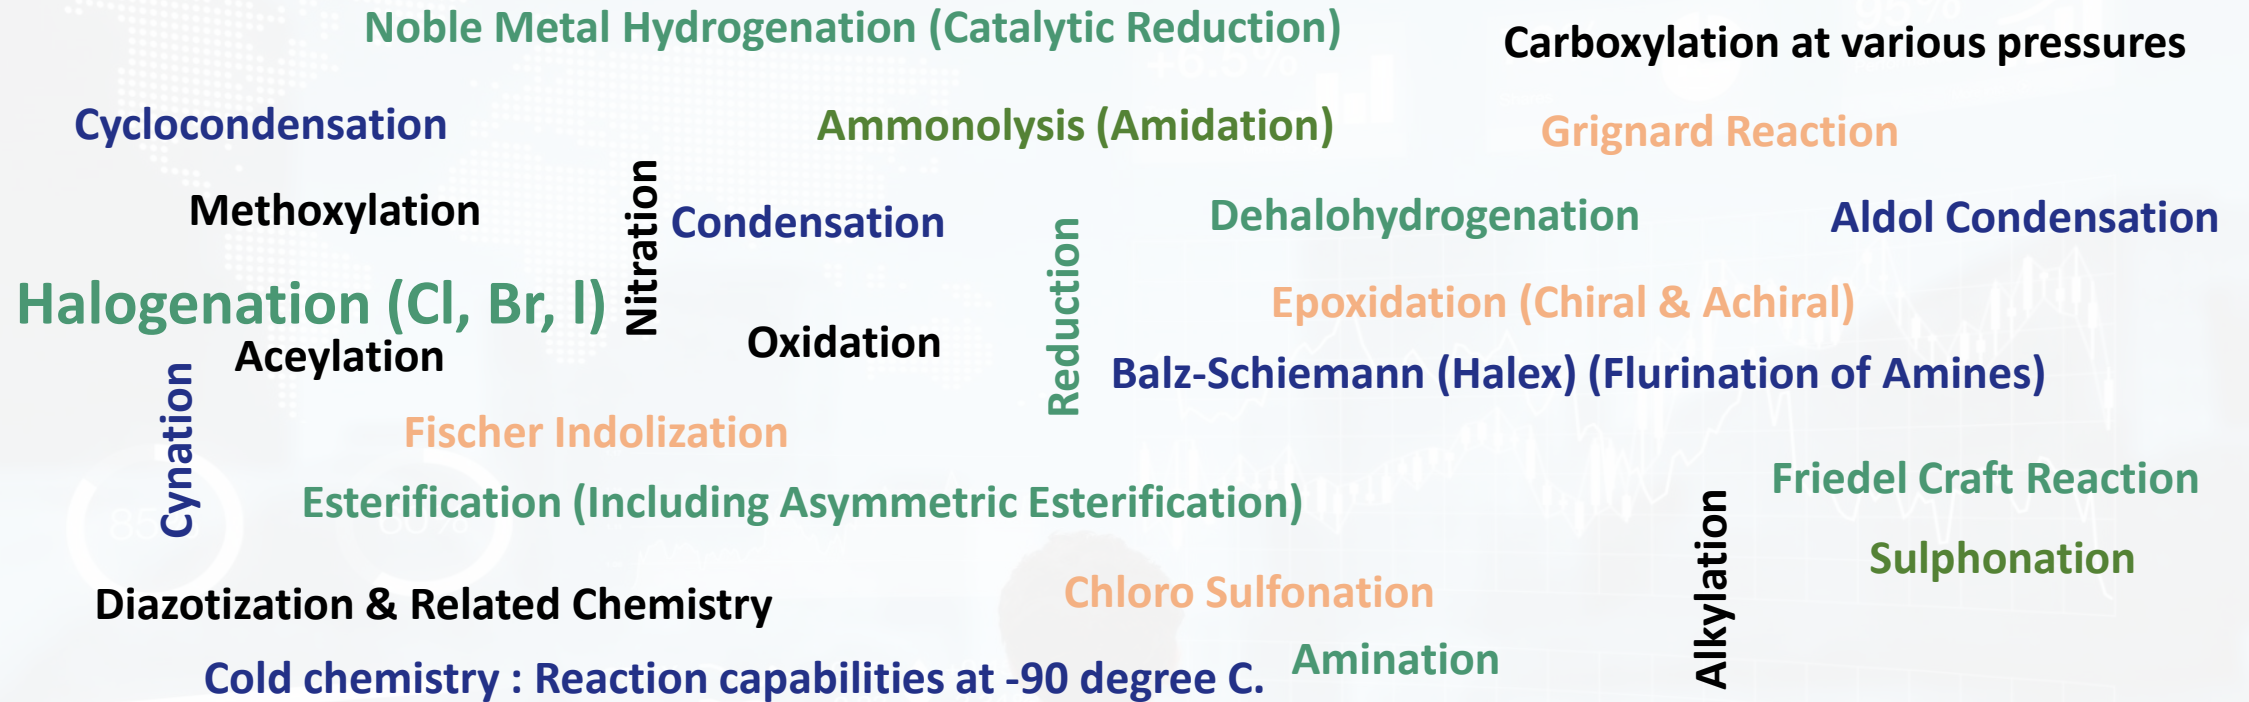 Noble Metal Hydrogenation (Catalytic Reduction)
Carboxylation at various pressures
Cyclocondensation
Ammonolysis (Amidation)
Grignard Reaction
Methoxylation
Nitration
Condensation
Dehalohydrogenation
Aldol Condensation
Halogenation (Cl, Br, l)
Reduction
Epoxidation (Chiral & Achiral)
Aceylation
Oxidation
Balz-Schiemann (Halex) (Flurination of Amines)
Cynation
Fischer Indolization
Friedel Craft Reaction
Esterification (Including Asymmetric Esterification)
Alkylation
Sulphonation
Diazotization & Related Chemistry
Chloro Sulfonation
Amination
Cold chemistry : Reaction capabilities at -90 degree C.
+6.5%
95%